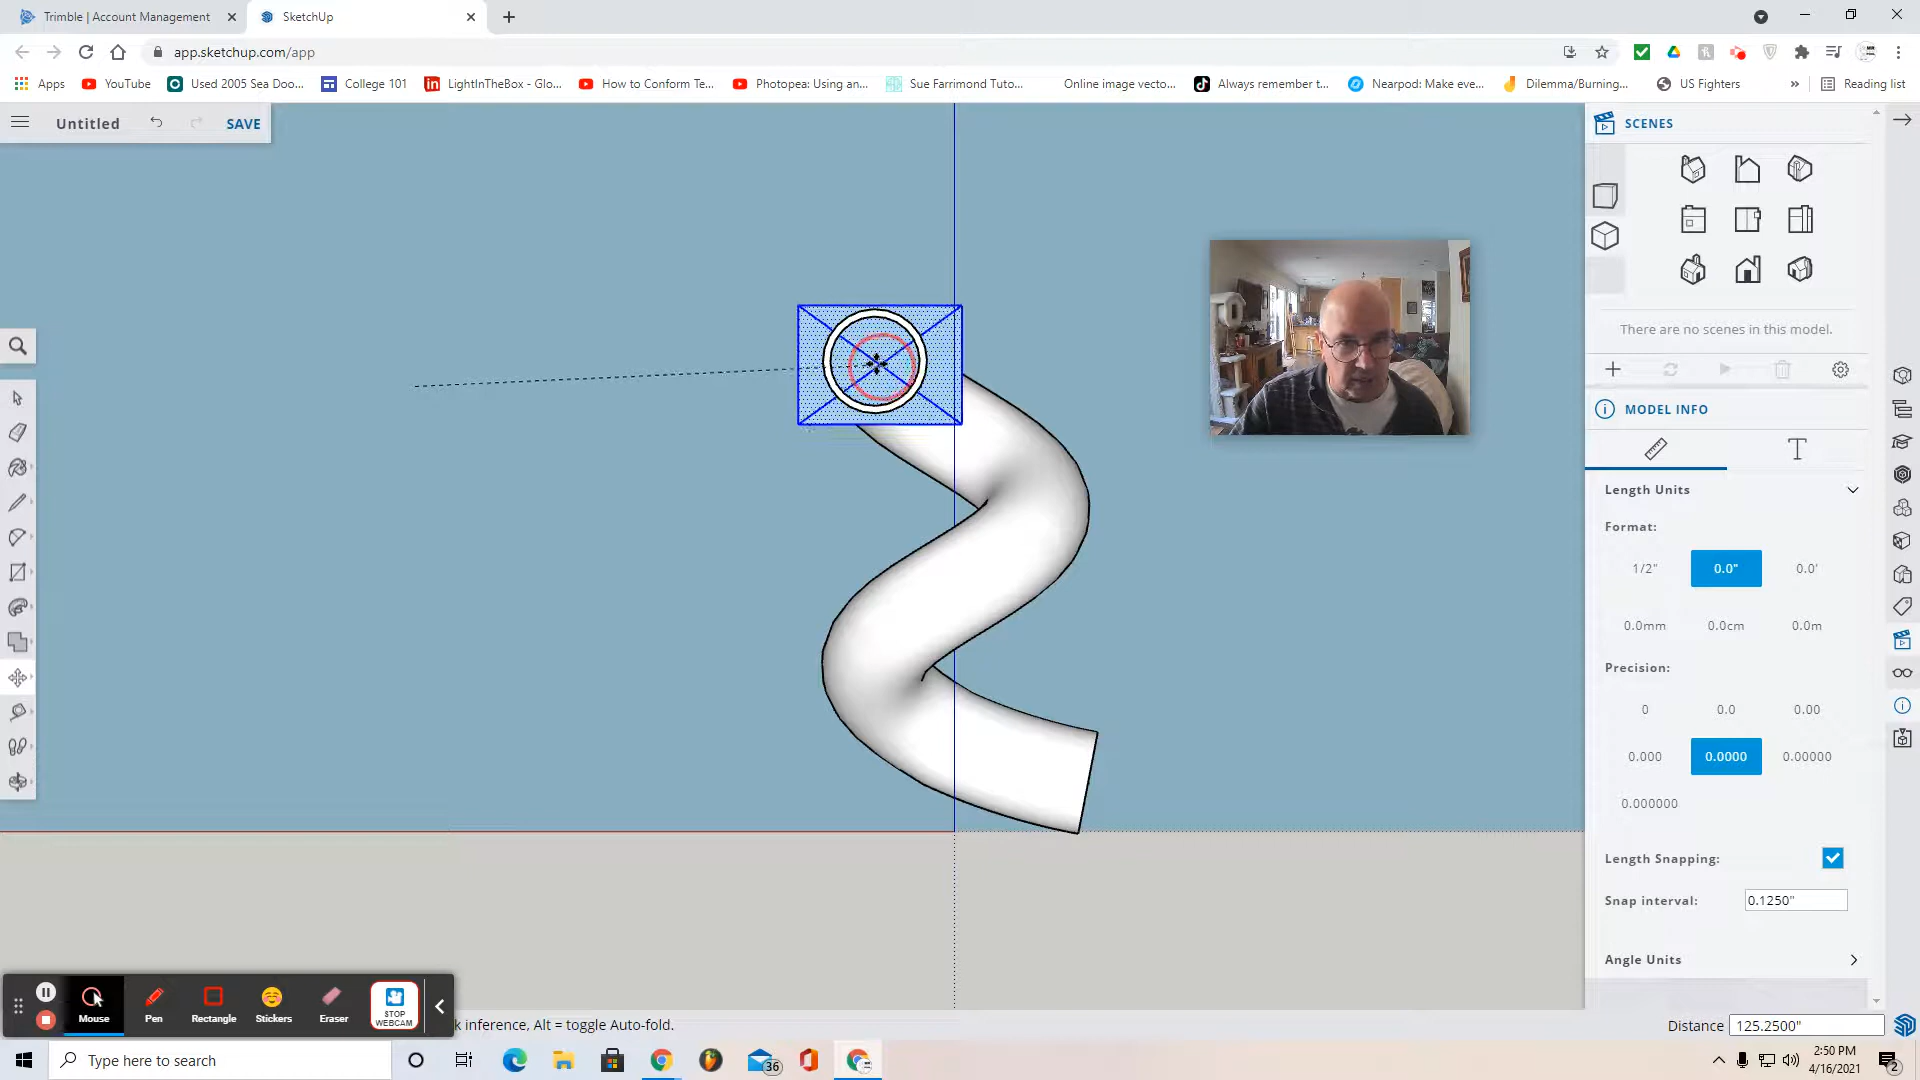 Trimble | Account Management
SketchUp
app.sketchup.com/app
Apps
YouTube
Used 2005 Sea Doo...
College 101
LightInTheBox - Glo...
How to Conform Te...
Photopea: Using an...
Sue Farrimond Tuto...
Online image vecto...
Always remember t...
Nearpod: Make eve...
Dilemma/Burning...
US Fighters
»
Reading list
Untitled
SAVE
SCENES
There are no scenes in this model.
MODEL INFO
Length Units
Format:
1/2" 0.0" 0.0'
0.0mm 0.0cm 0.0m
Precision:
0 0.0 0.00
0.000 0.0000 0.00000
0.000000
Length Snapping:
Snap interval: 0.1250"
Angle Units
Mouse
Pen
Rectangle
Stickers
Eraser
STOP
WEBCAM
k inference, Alt = toggle Auto-fold.
Distance 125.2500"
Type here to search
36
2:50 PM
4/16/2021
2